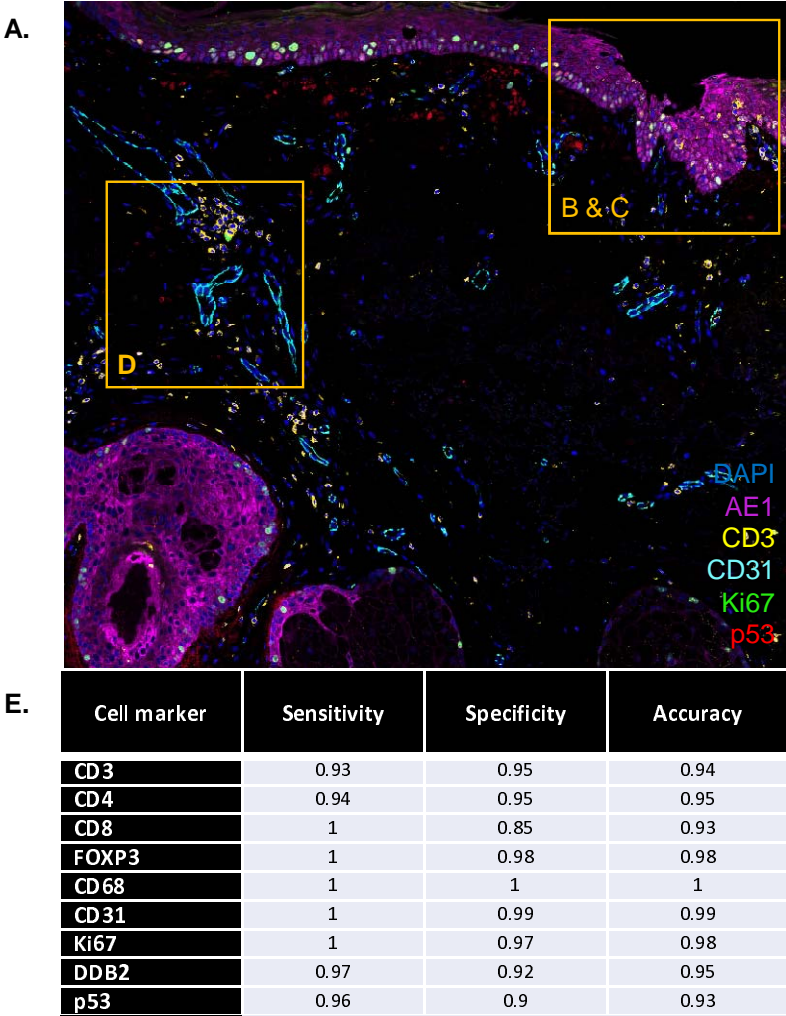 A.
B & C
D
DAPI
AE1
CD3
CD31
Ki67
p53
E.
Cell marker Sensitivity Specificity Accuracy
CD3 0.93 0.95 0.94
CD4 0.94 0.95 0.95
CD8 1 0.85 0.93
FOXP3 1 0.98 0.98
CD68 1 1 1
CD31 1 0.99 0.99
Ki67 1 0.97 0.98
DDB2 0.97 0.92 0.95
p53 0.96 0.9 0.93